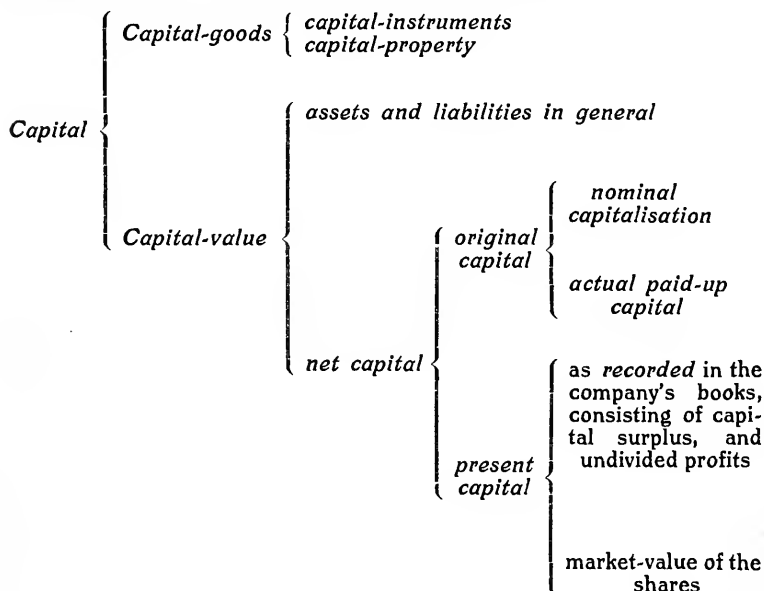 Capital
Capital-goods
capital-instruments
capital-property
Capital-value
assets and liabilities in general
net capital
original
capital
nominal
capitalisation
actual paid-up
capital
present
capital
as recorded in the
company's books,
consisting of capi-
tal surplus, and
undivided profits
market-value of the
shares